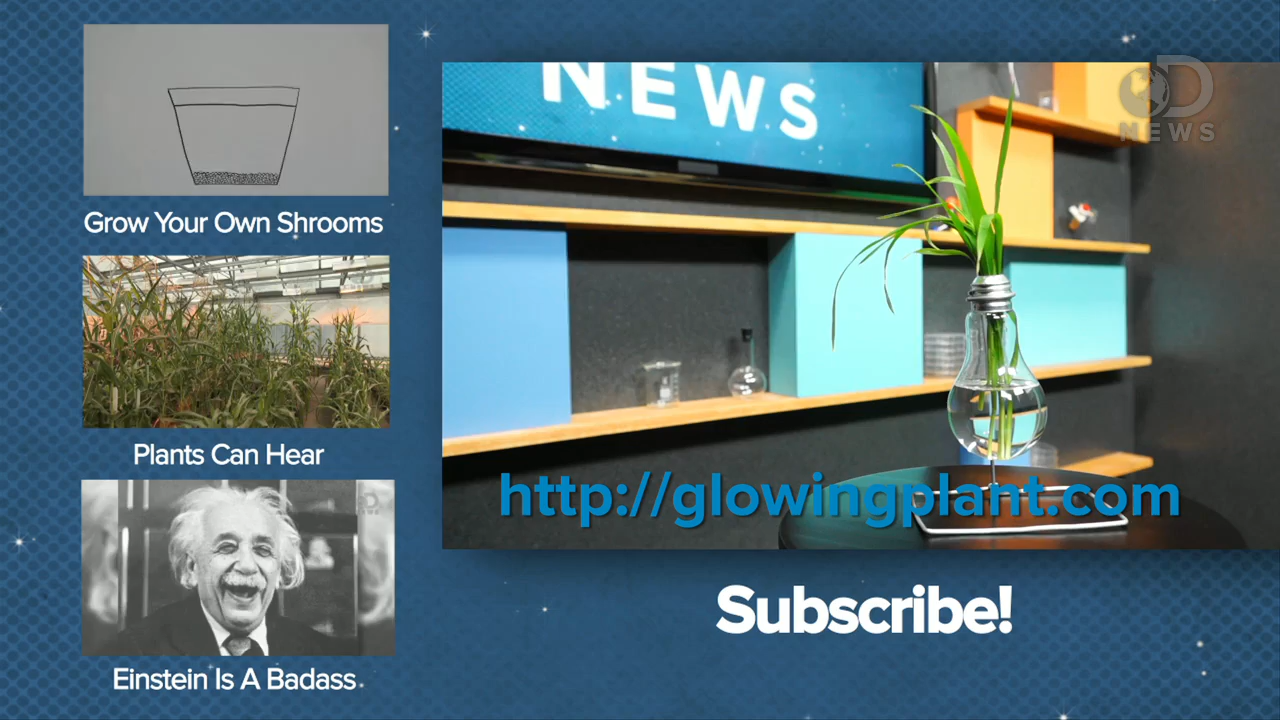 Grow Your Own Shrooms
Plants Can Hear
Einstein Is A Badass
NEWS
D
NEWS
http://glowingplant.com
Subscribe!